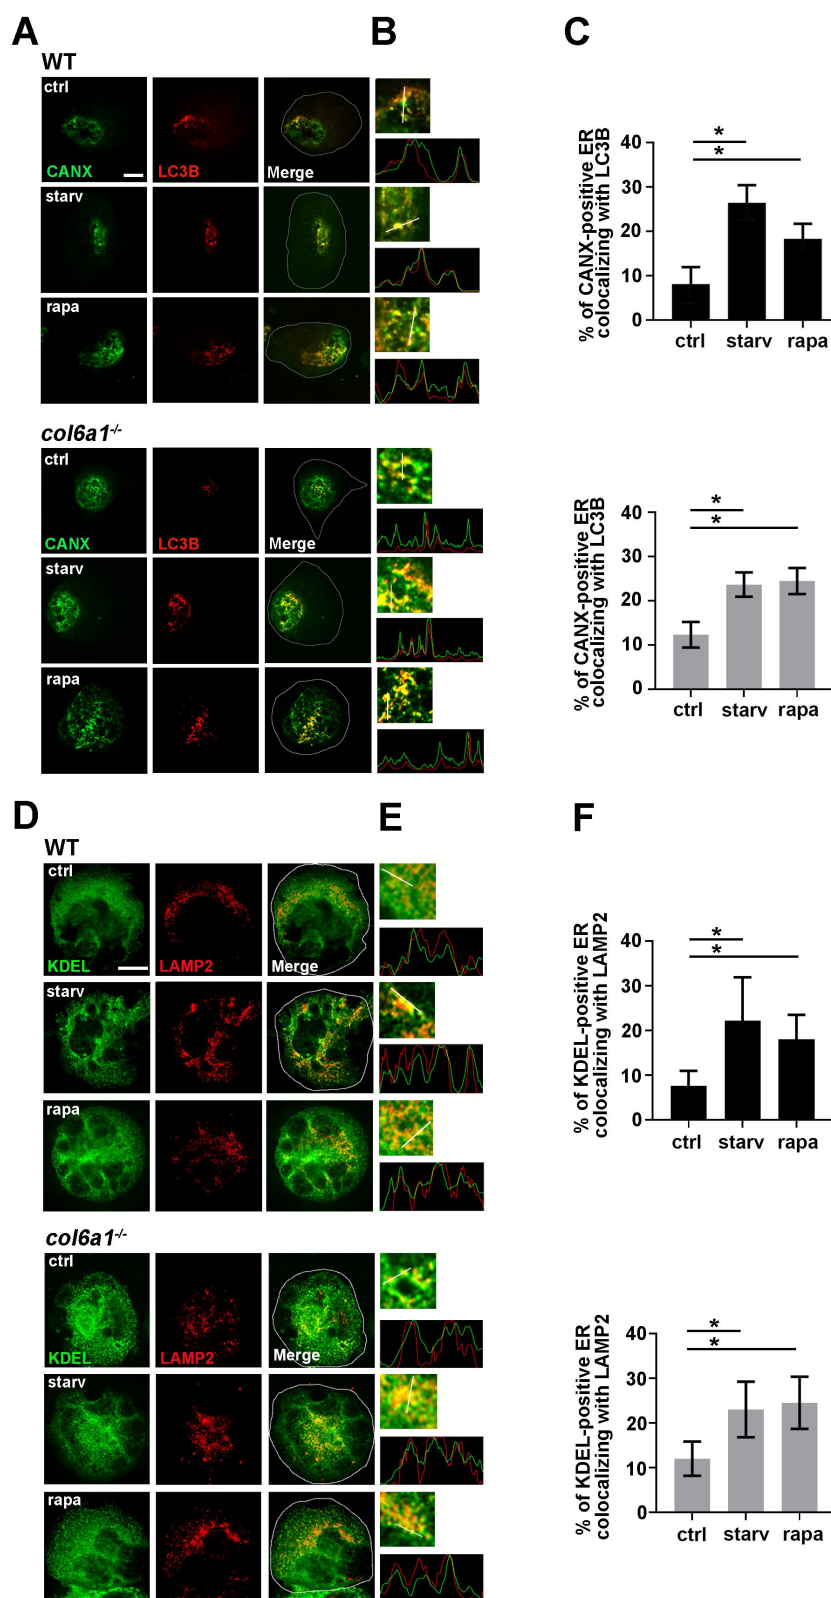 A
B
C
WT
ctrl
CANX
LC3B
Merge
starv
rapa
% of CANX-positive ER
colocalizing with LC3B
40
30
20
10
0
*
*
ctrl starv rapa
col6a1-/-
ctrl
CANX
LC3B
Merge
starv
rapa
% of CANX-positive ER
colocalizing with LC3B
40
30
20
10
0
*
*
ctrl starv rapa
D
E
F
WT
ctrl
KDEL
LAMP2
Merge
starv
rapa
% of KDEL-positive ER
colocalizing with LAMP2
40
30
20
10
0
*
*
ctrl starv rapa
col6a1-/-
ctrl
KDEL
LAMP2
Merge
starv
rapa
% of KDEL-positive ER
colocalizing with LAMP2
40
30
20
10
0
*
*
ctrl starv rapa